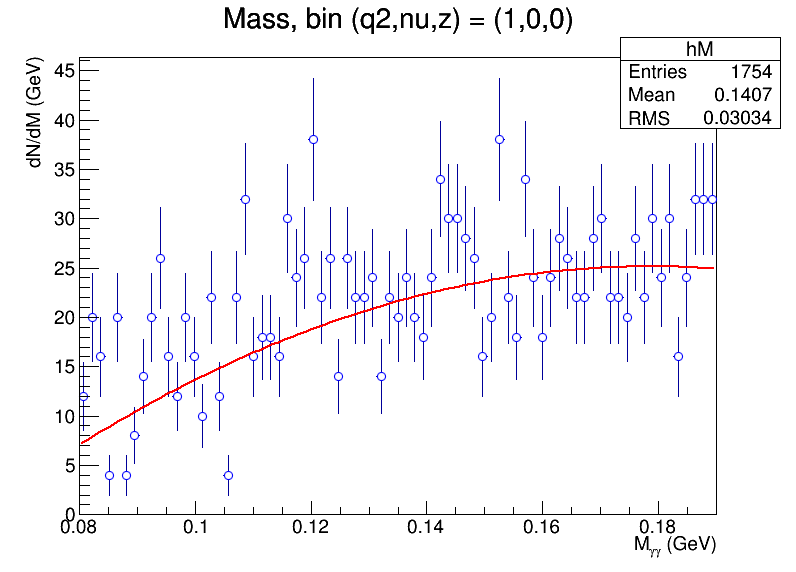 Mass, bin (q2,nu,z) = (1,0,0)
hM
Entries 1754
Mean 0.1407
RMS 0.03034
dN/dM (GeV)
45
40
35
30
25
20
15
10
5
0
0.08 0.1 0.12 0.14 0.16 0.18
Mγγ (GeV)